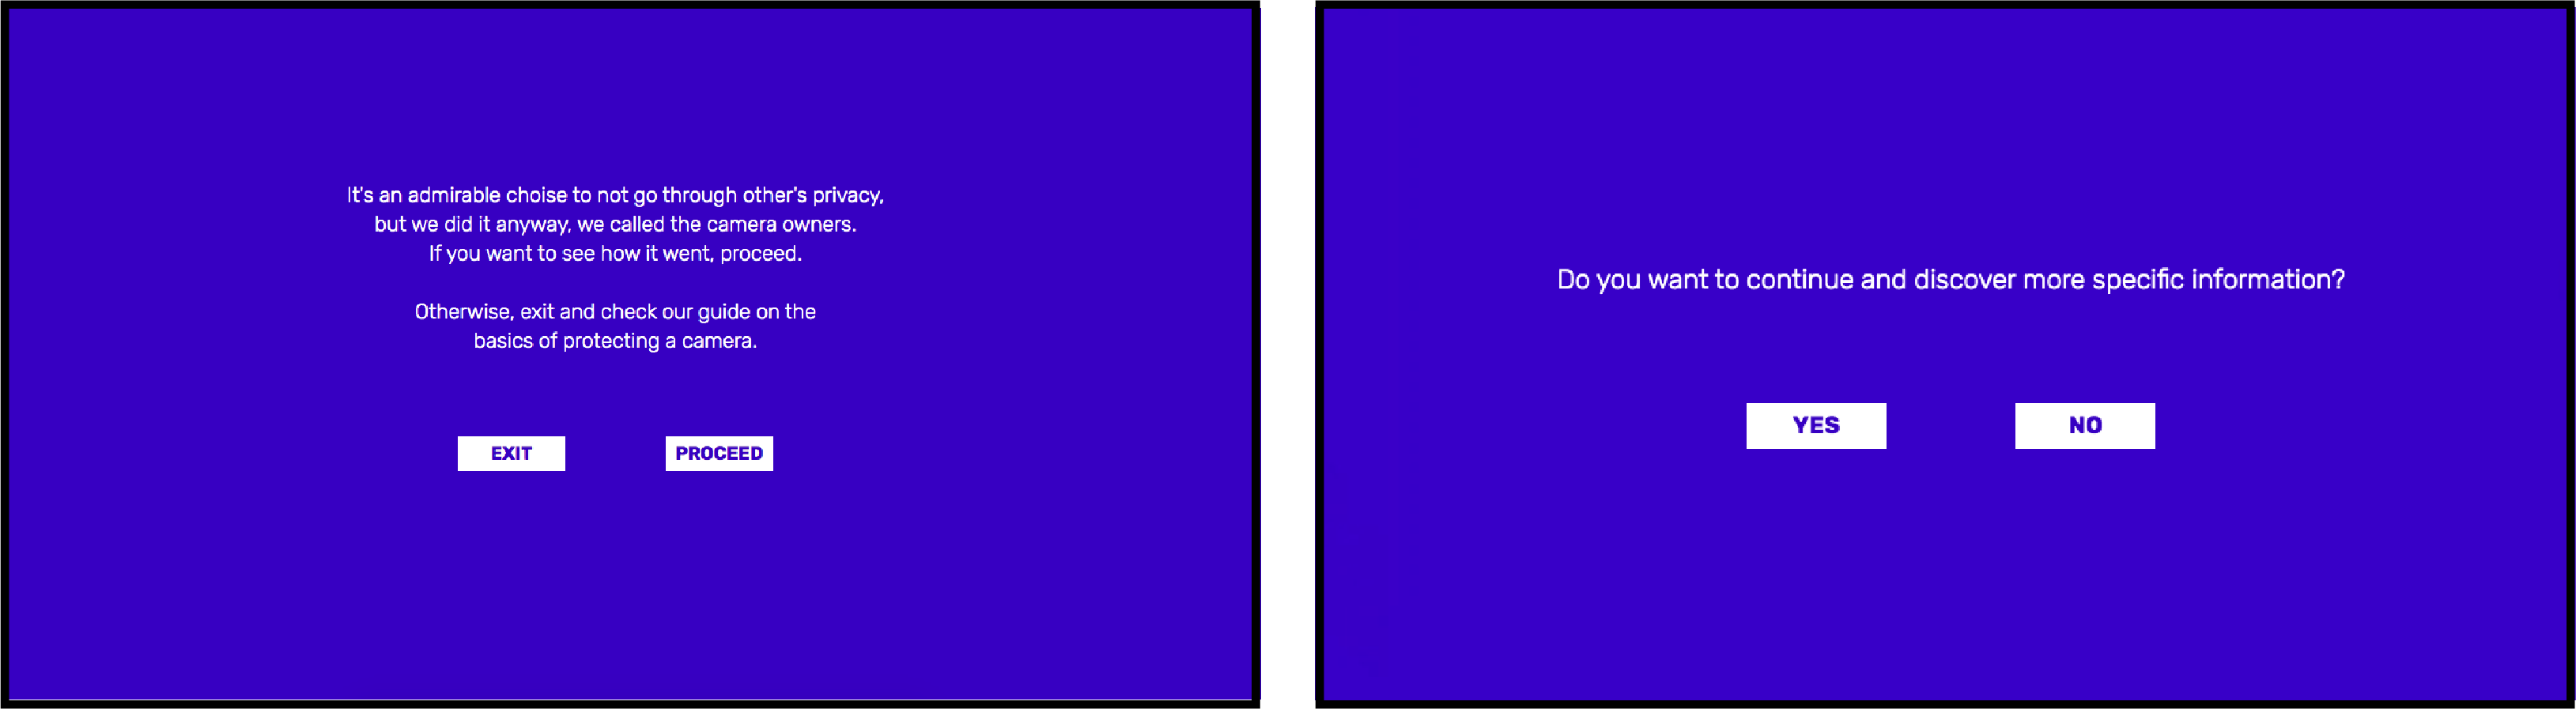 It's an admirable choise to not go through other's privacy,
but we did it anyway, we called the camera owners.
If you want to see how it went, proceed.
Otherwise, exit and check our guide on the
basics of protecting a camera.
EXIT PROCEED
Do you want to continue and discover more specific information?
YES NO